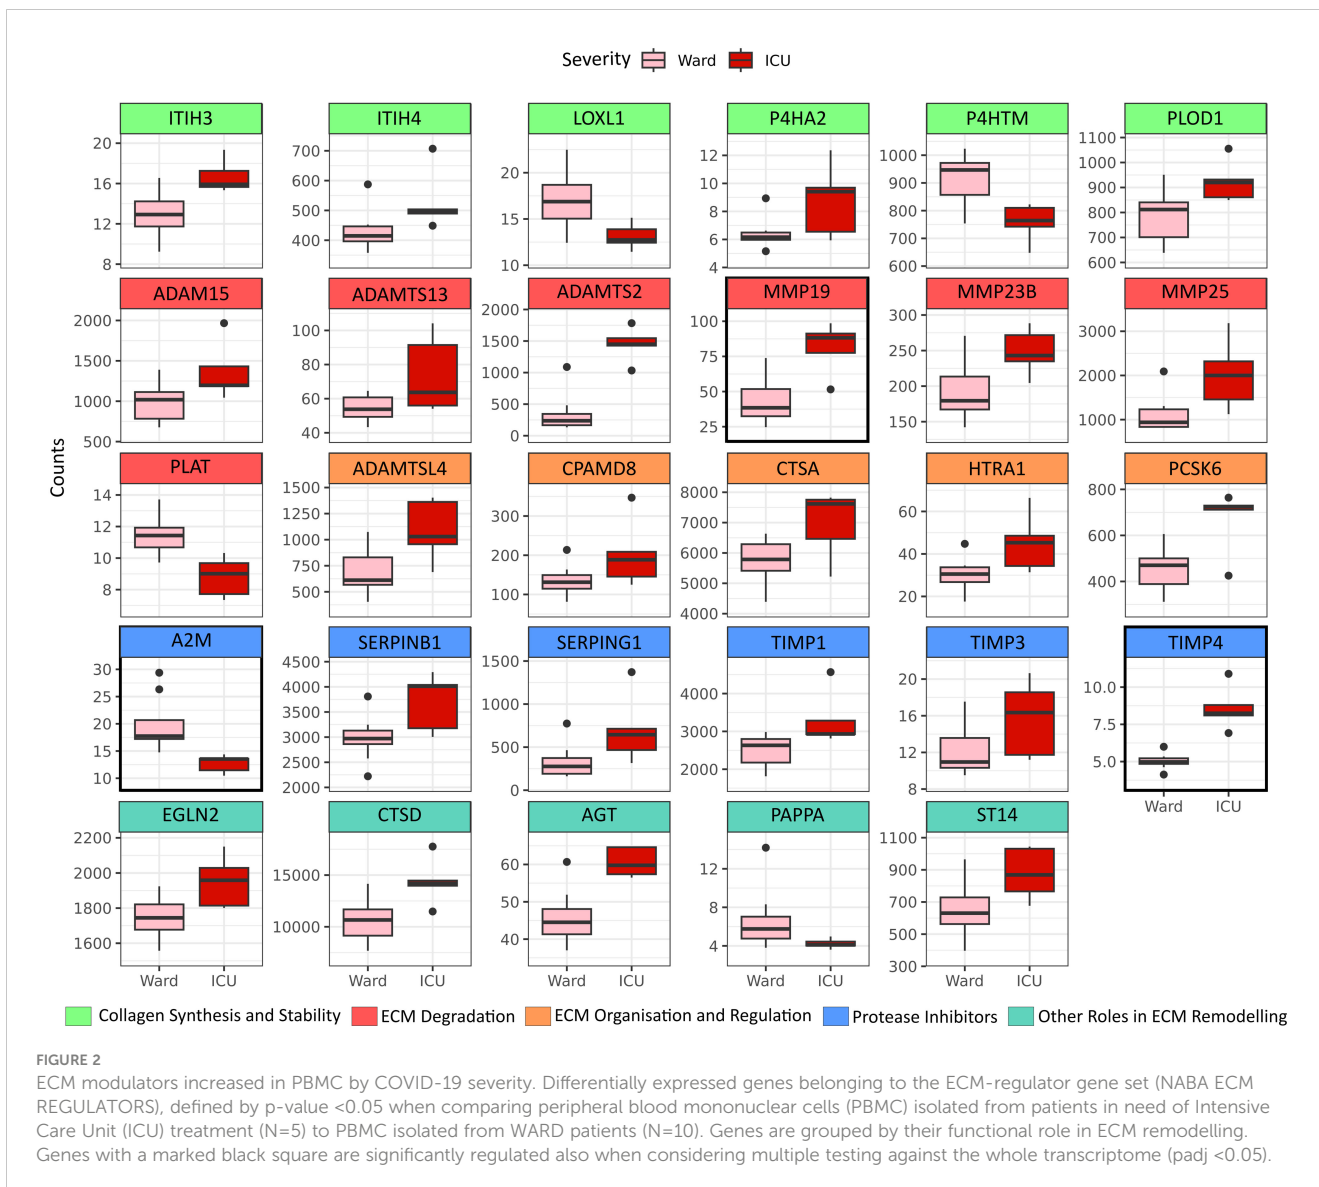 Severity Ward ICU
ITIH3 ITIH4 LOXL1 P4HA2 P4HTM PLOD1
20 16 12 8
700 600 500 400
20 15 10
12 10 8 6 4
1000 900 800 700 600
1100 1000 900 800 700 600
ADAM15 ADAMTS13 ADAMTS2 MMP19 MMP23B MMP25
2000 1500 1000 500
100 80 60 40
2000 1500 1000 500 0
100 75 50 25
300 250 200 150
3000 2000 1000
Counts
PLAT ADAMTSL4 CPAMD8 CTSA HTRA1 PCSK6
14 12 10 8
1500 1250 1000 750 500
300 200 100
8000 7000 6000 5000 4000
60 40 20
800 600 400
A2M SERPINB1 SERPING1 TIMP1 TIMP3 TIMP4
30 25 20 15 10
4500 4000 3500 3000 2500 2000
1500 1000 500 0
4000 3000 2000
20 16 12 8
10.0 7.5 5.0
Ward ICU
EGLN2 CTSD AGT PAPPA ST14
2200 2000 1800 1600
15000 10000
60 50 40
12 8 4
1100 900 700 500 300
Ward ICU Ward ICU Ward ICU Ward ICU Ward ICU
Collagen Synthesis and Stability ECM Degradation ECM Organisation and Regulation Protease Inhibitors Other Roles in ECM Remodelling
FIGURE 2
ECM modulators increased in PBMC by COVID-19 severity. Differentially expressed genes belonging to the ECM-regulator gene set (NABA ECM
REGULATORS), defined by p-value <0.05 when comparing peripheral blood mononuclear cells (PBMC) isolated from patients in need of Intensive
Care Unit (ICU) treatment (N=5) to PBMC isolated from WARD patients (N=10). Genes are grouped by their functional role in ECM remodelling.
Genes with a marked black square are significantly regulated also when considering multiple testing against the whole transcriptome (padj <0.05).